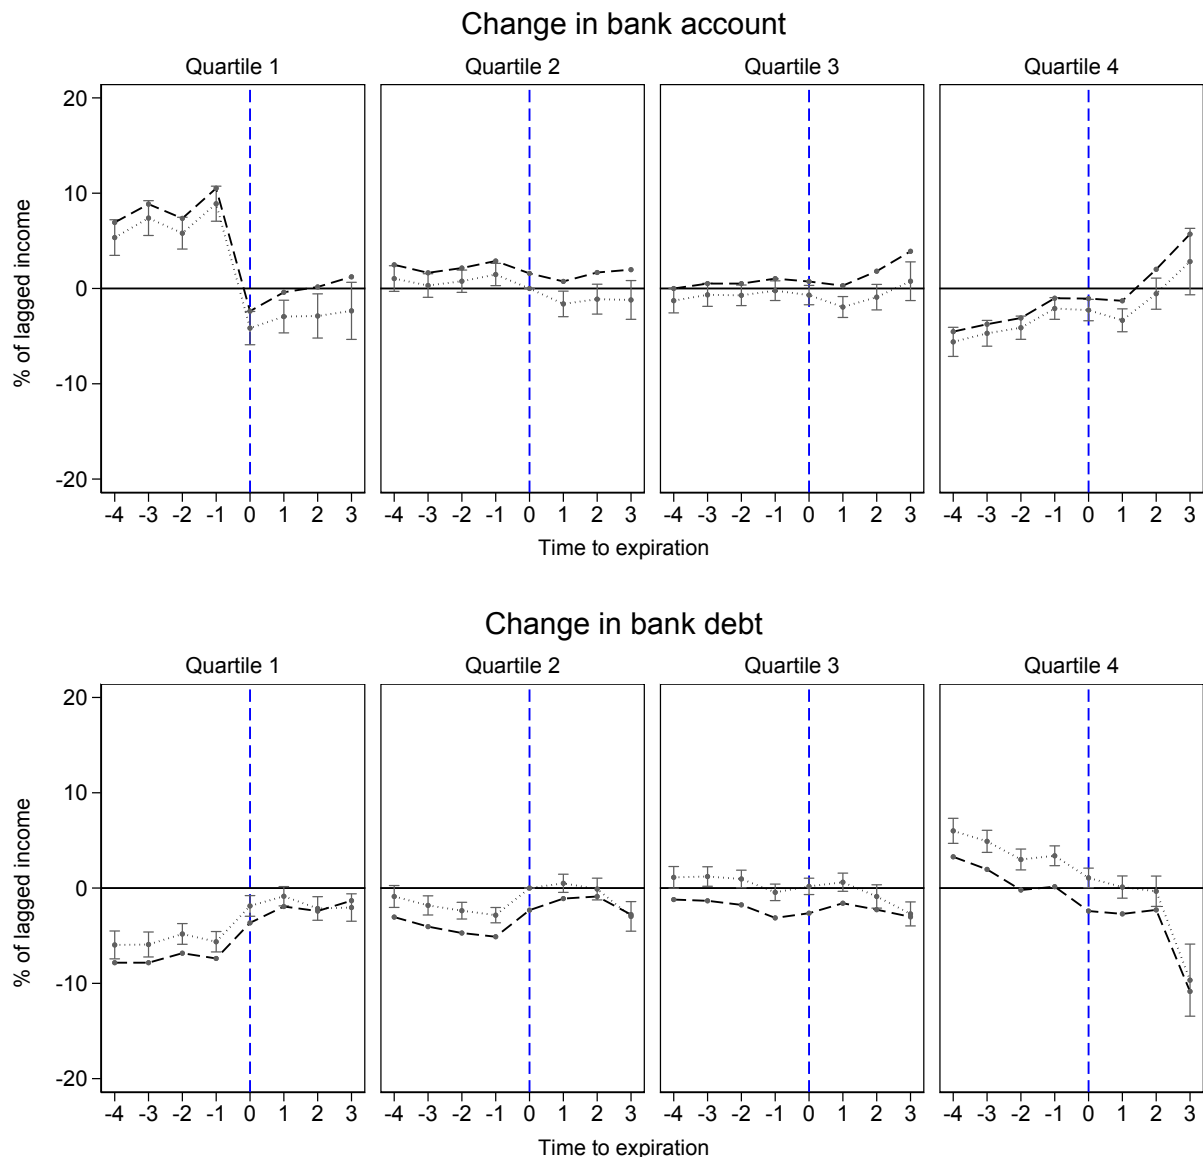 Change in bank account
Quartile 1 Quartile 2 Quartile 3 Quartile 4
20
10
0
-10
-20
% of lagged income
-4 -3 -2 -1 0 1 2 3 -4 -3 -2 -1 0 1 2 3 -4 -3 -2 -1 0 1 2 3 -4 -3 -2 -1 0 1 2 3
Time to expiration
Change in bank debt
Quartile 1 Quartile 2 Quartile 3 Quartile 4
20
10
0
-10
-20
% of lagged income
-4 -3 -2 -1 0 1 2 3 -4 -3 -2 -1 0 1 2 3 -4 -3 -2 -1 0 1 2 3 -4 -3 -2 -1 0 1 2 3
Time to expiration